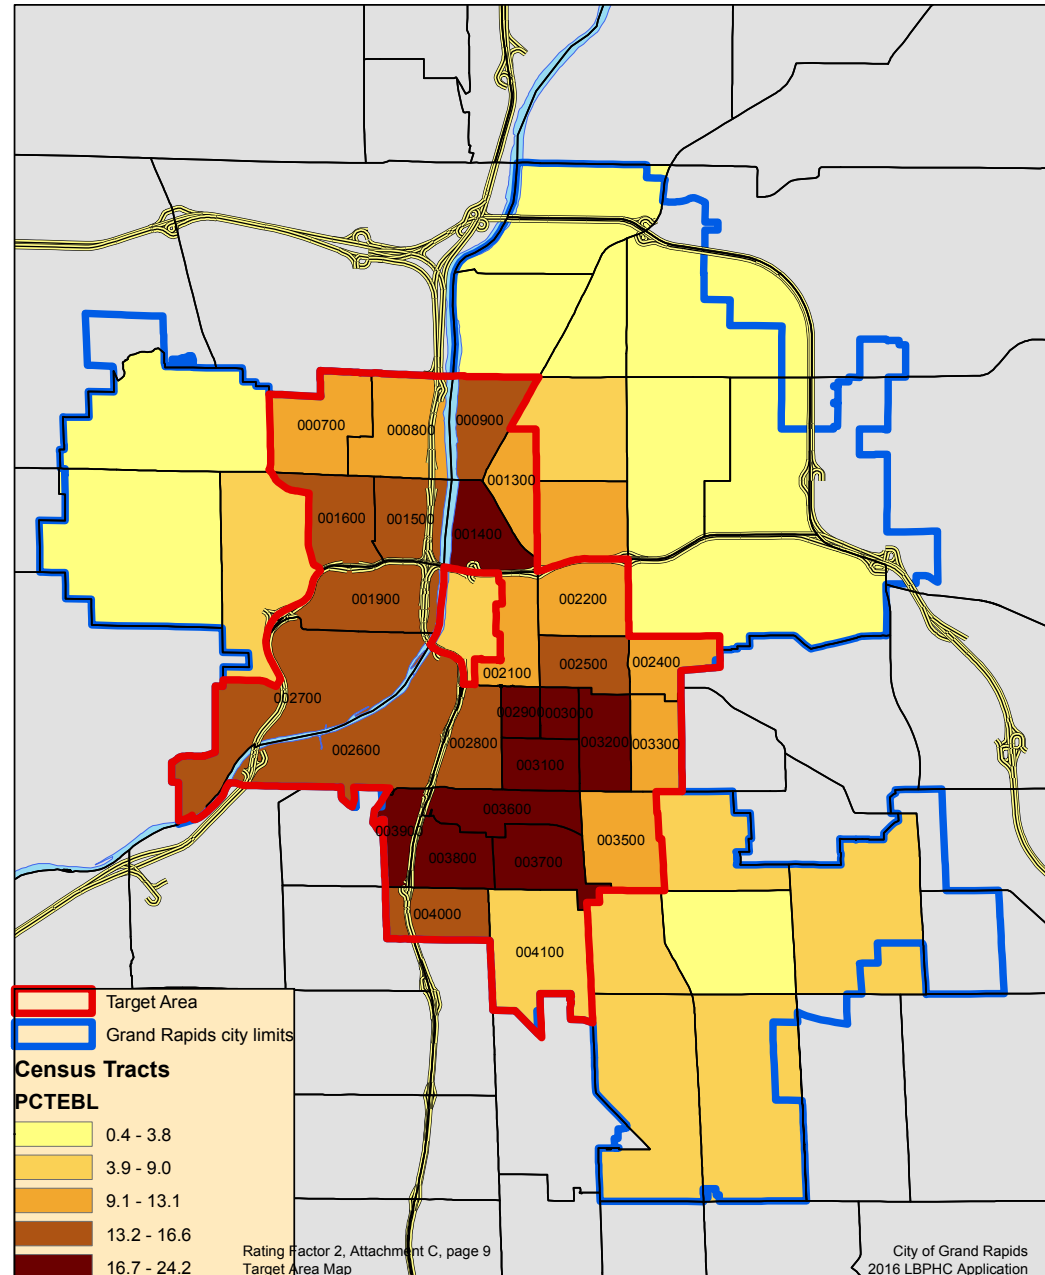 000700
000800
000900
001300
001600
001500
001400
001900
002200
002100
002500
002400
002700
002900
003000
002600
002800
003200
003300
003100
003600
003900
003500
003800
003700
004000
004100
Target Area
Grand Rapids city limits
Census Tracts
PCTEBL
0.4 - 3.8
3.9 - 9.0
9.1 - 13.1
13.2 - 16.6
16.7 - 24.2
Rating Factor 2, Attachment C, page 9
Target Area Map
City of Grand Rapids
2016 LBPHC Application